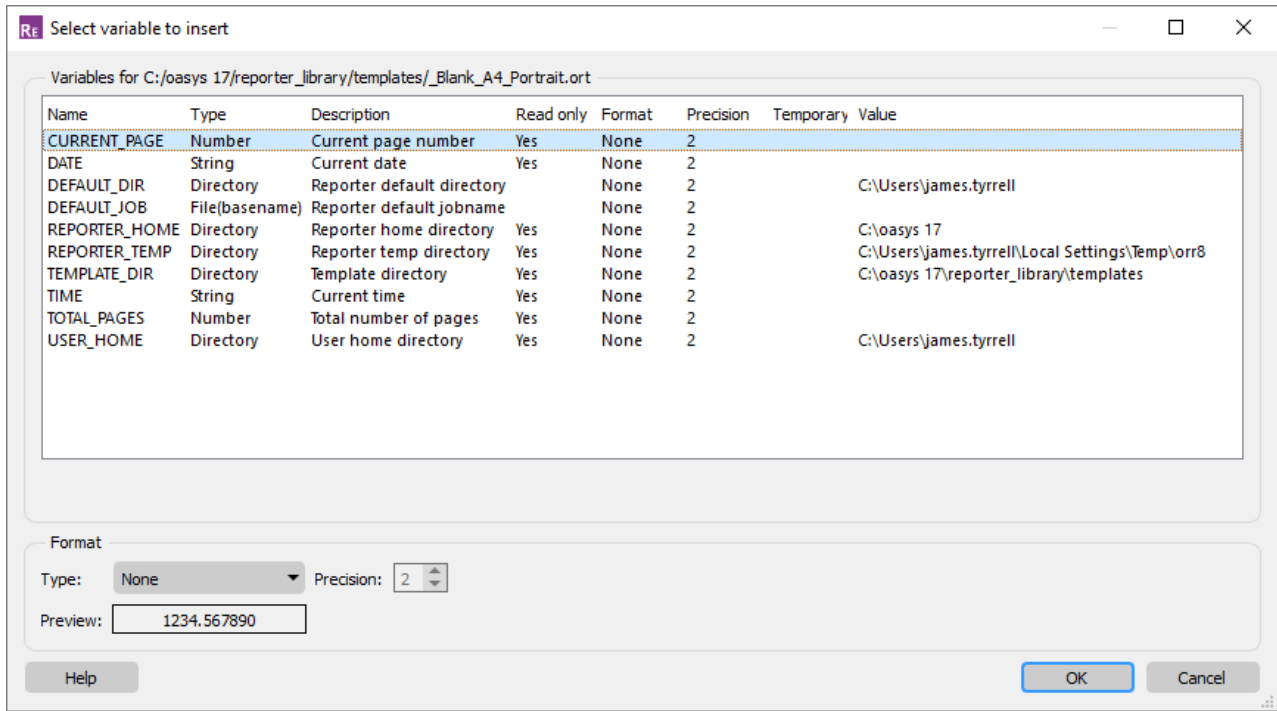 RE Select variable to insert
Variables for C:/oasys 17/reporter_library/templates/_Blank_A4_Portrait.ort
Name Type Description Read only Format Precision Temporary Value
CURRENT_PAGE Number Current page number Yes None 2
DATE String Current date Yes None 2
DEFAULT_DIR Directory Reporter default directory None 2 C:\Users\james.tyrrell
DEFAULT_JOB File(basename) Reporter default jobname None 2
REPORTER_HOME Directory Reporter home directory Yes None 2 C:\oasys 17
REPORTER_TEMP Directory Reporter temp directory Yes None 2 C:\Users\james.tyrrell\Local Settings\Temp\orr8
TEMPLATE_DIR Directory Template directory Yes None 2 C:\oasys 17\reporter_library\templates
TIME String Current time Yes None 2
TOTAL_PAGES Number Total number of pages Yes None 2
USER_HOME Directory User home directory Yes None 2 C:\Users\james.tyrrell
Format
Type: None Precision: 2
Preview: 1234.567890
Help OK Cancel